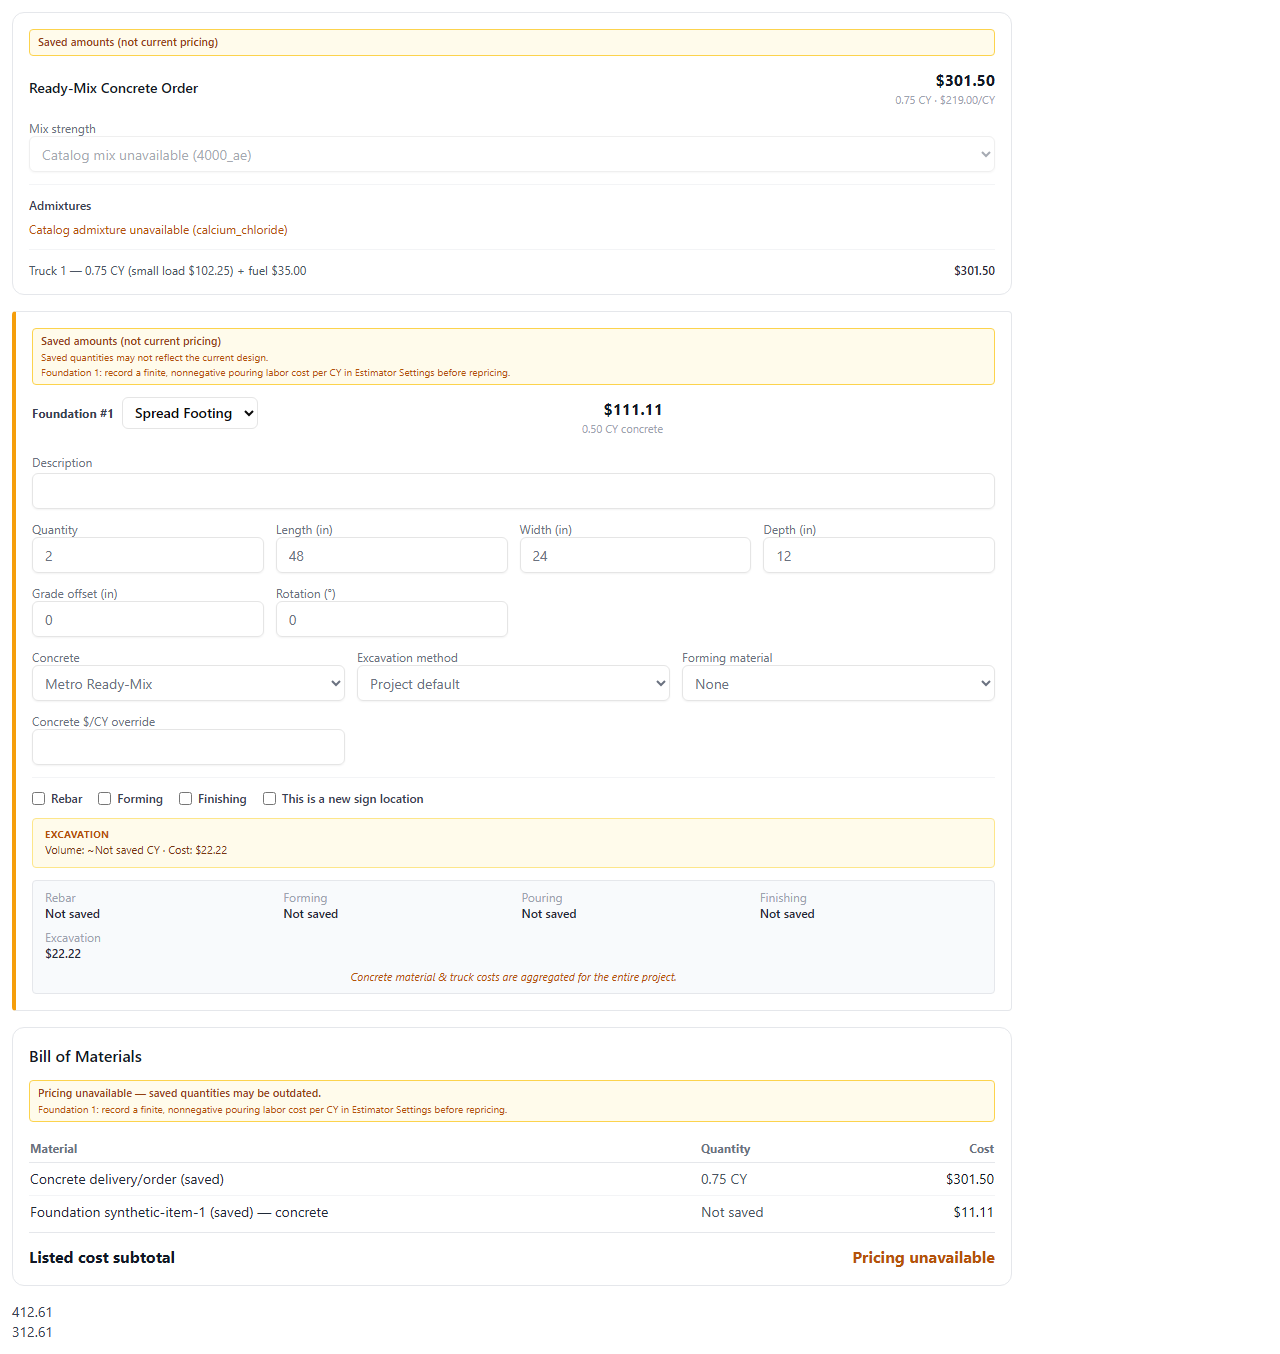 Saved amounts (not current pricing)
Ready-Mix Concrete Order
$301.50
0.75 CY · $219.00/CY
Mix strength
Catalog mix unavailable (4000_ae)
Admixtures
Catalog admixture unavailable (calcium_chloride)
Truck 1 — 0.75 CY (small load $102.25) + fuel $35.00 $301.50
Saved amounts (not current pricing)
Saved quantities may not reflect the current design.
Foundation 1: record a finite, nonnegative pouring labor cost per CY in Estimator Settings before repricing.
Foundation #1 Spread Footing $111.11
0.50 CY concrete
Description
Quantity Length (in) Width (in) Depth (in)
2 48 24 12
Grade offset (in) Rotation (°)
0 0
Concrete Excavation method Forming material
Metro Ready-Mix Project default None
Concrete $/CY override
Rebar Forming Finishing This is a new sign location
EXCAVATION
Volume: ~Not saved CY · Cost: $22.22
Rebar Forming Pouring Finishing
Not saved Not saved Not saved Not saved
Excavation
$22.22
Concrete material & truck costs are aggregated for the entire project.
Bill of Materials
Pricing unavailable — saved quantities may be outdated.
Foundation 1: record a finite, nonnegative pouring labor cost per CY in Estimator Settings before repricing.
Material Quantity Cost
Concrete delivery/order (saved) 0.75 CY $301.50
Foundation synthetic-item-1 (saved) — concrete Not saved $11.11
Listed cost subtotal Pricing unavailable
412.61
312.61